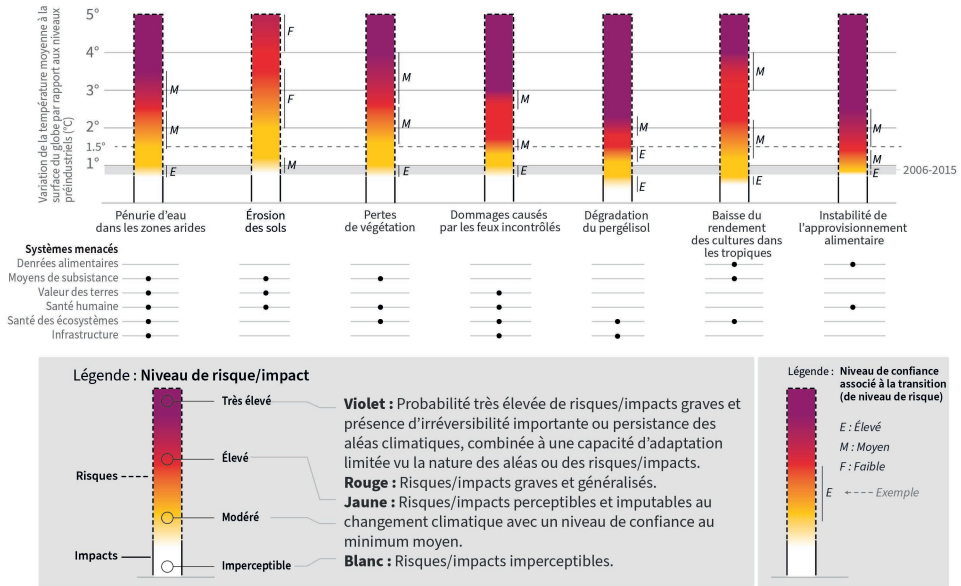 Variation de la température moyenne à la
surface du globe par rapport aux niveaux
préindustriels (°C)
5°
4°
3°
2°
1.5°
1°
2006-2015
M
M
E
F
F
M
M
M
E
M
M
E
M
E
E
M
M
E
M
M
E
Pénurie d'eau
dans les zones arides
Érosion
des sols
Pertes
de végétation
Dommages causés
par les feux incontrôlés
Dégradation
du pergélisol
Baisse du
rendement
des cultures dans
les tropiques
Instabilité de
l'approvisionnement
alimentaire
Systèmes menacés
Denrées alimentaires
Moyens de subsistance
Valeur des terres
Santé humaine
Santé des écosystèmes
Infrastructure
Légende : Niveau de risque/impact
Très élevé
Élevé
Modéré
Imperceptible
Risques
Impacts
Violet : Probabilité très élevée de risques/impacts graves et
présence d'irréversibilité importante ou persistance des
aléas climatiques, combinée à une capacité d'adaptation
limitée vu la nature des aléas ou des risques/impacts.
Rouge : Risques/impacts graves et généralisés.
Jaune : Risques/impacts perceptibles et imputables au
changement climatique avec un niveau de confiance au
minimum moyen.
Blanc : Risques/impacts imperceptibles.
Légende : Niveau de confiance
associé à la transition
(de niveau de risque)
E : Élevé
M : Moyen
F : Faible
E
Exemple